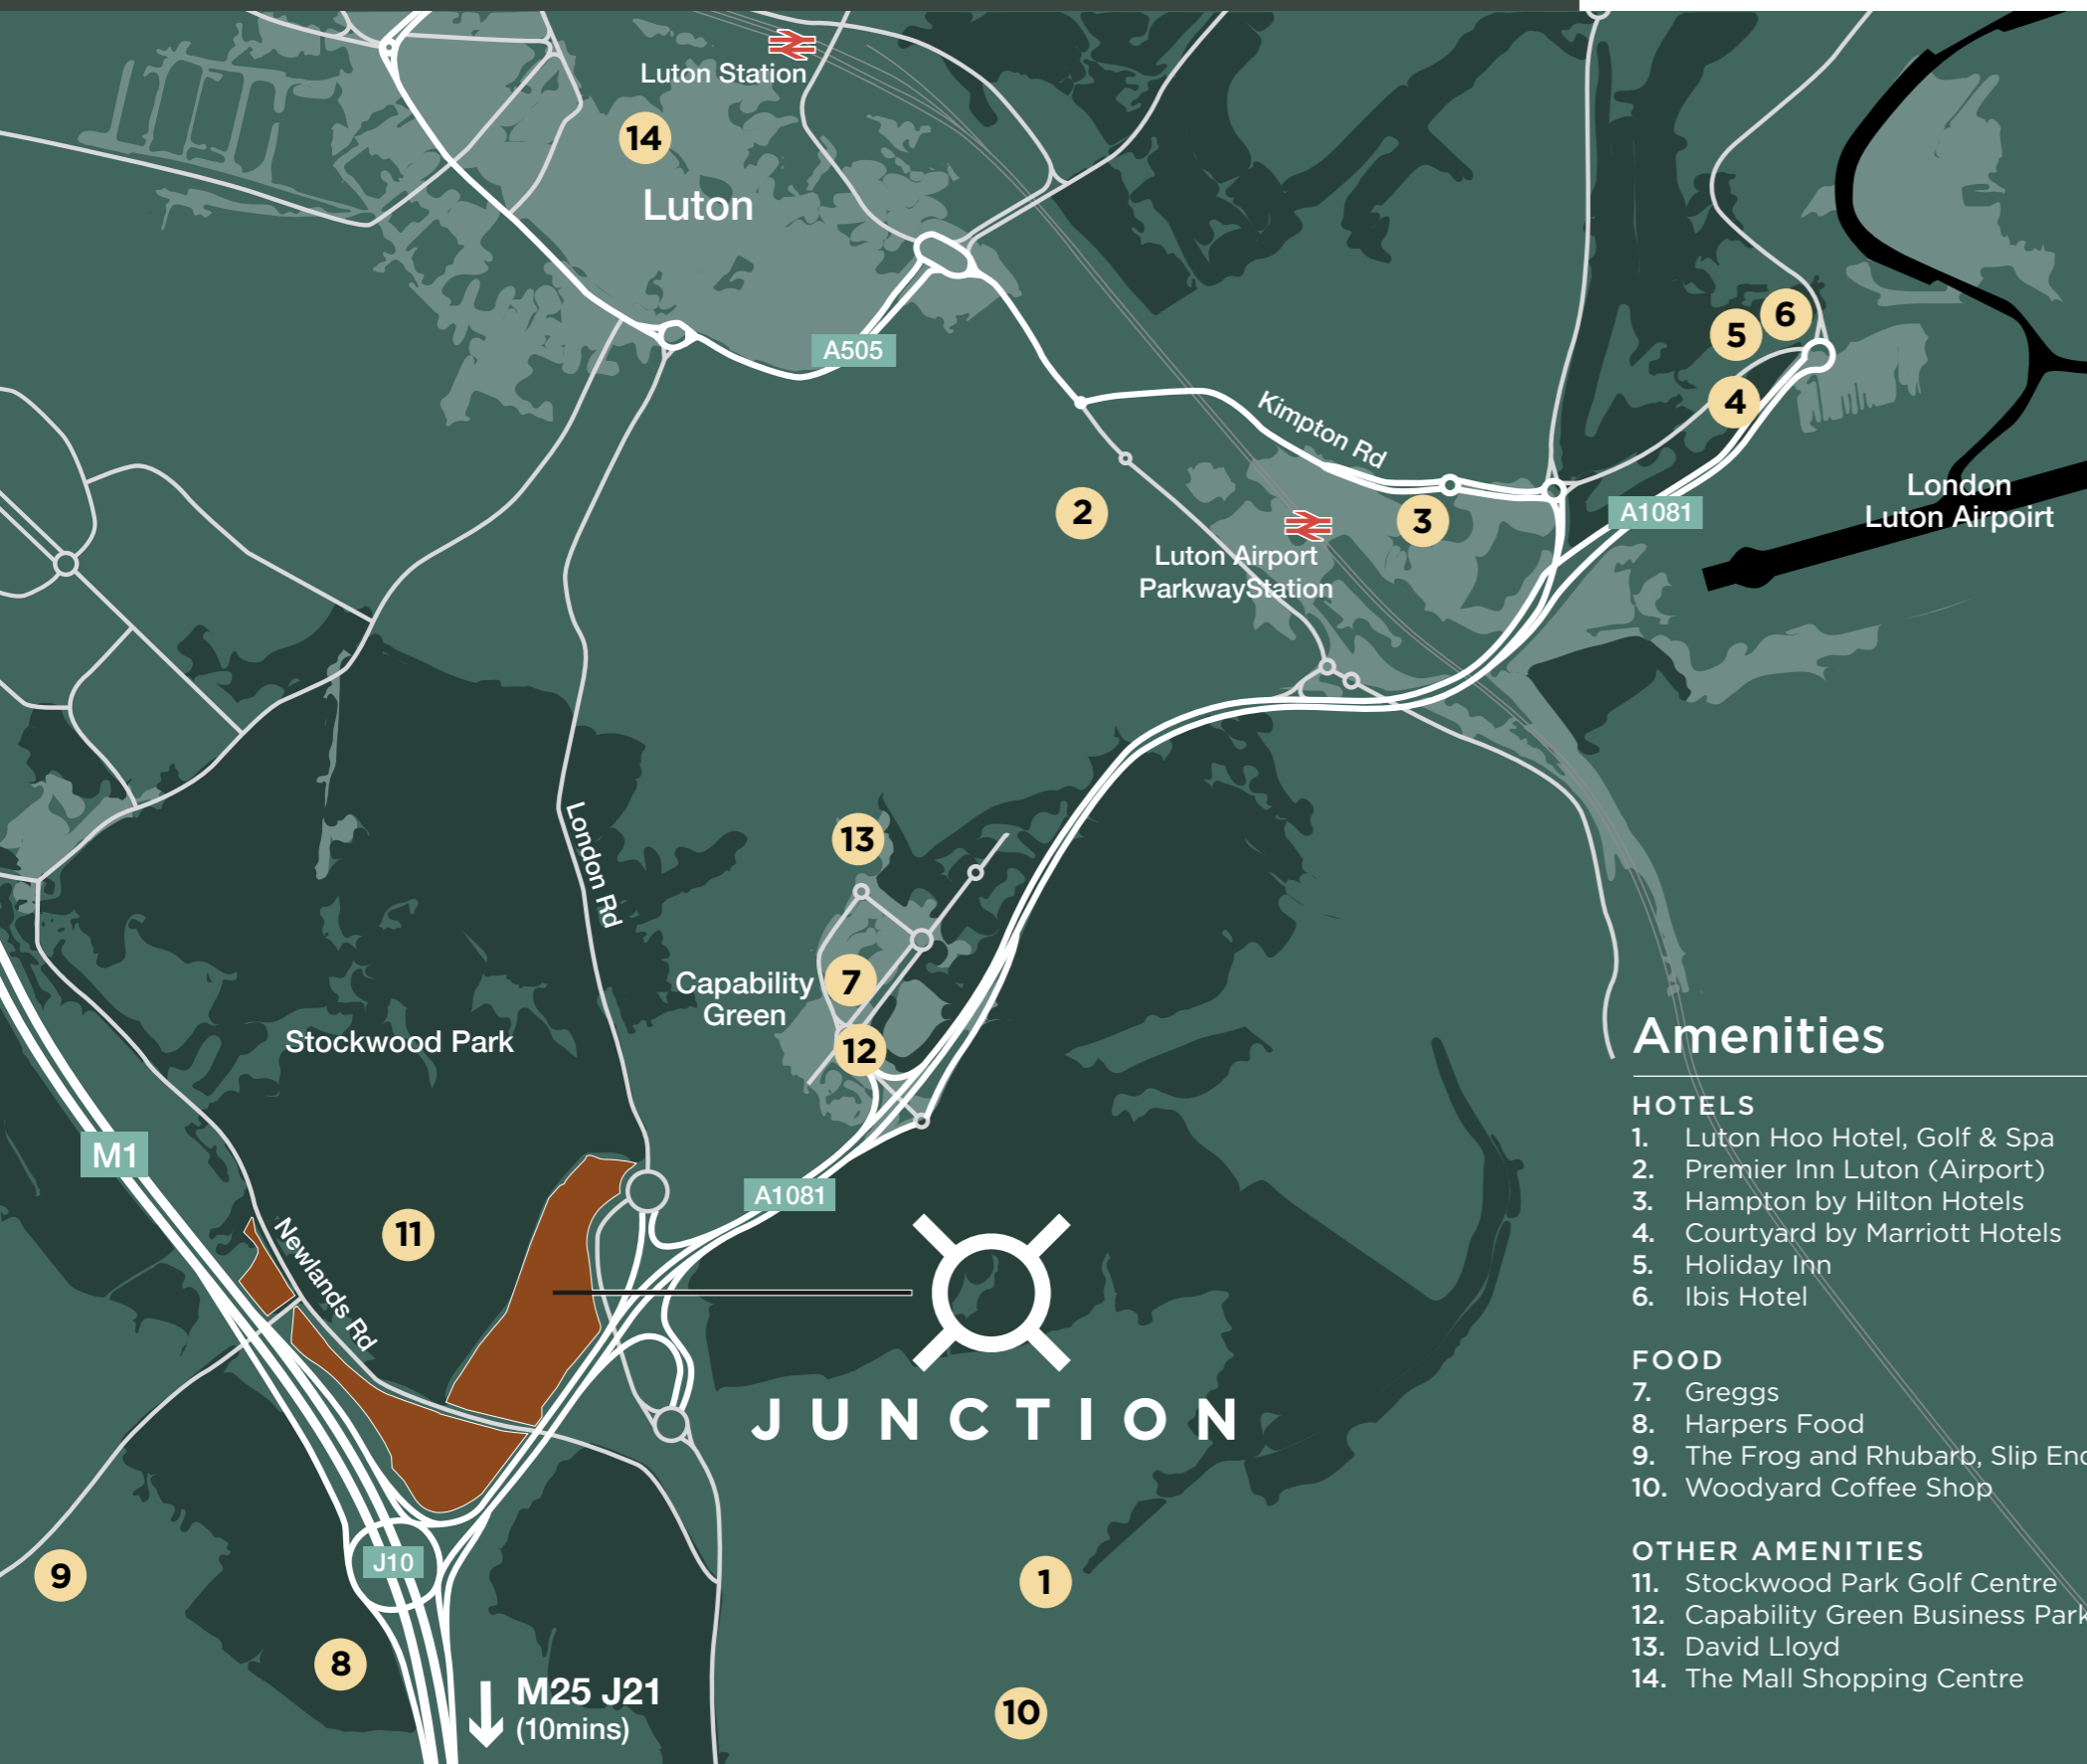 Luton Station
14
Luton
A505
6
5
4
Kimpton Rd
London
Luton Airpoirt
A1081
2
3
Luton Airport
ParkwayStation
London Rd
13
Capability
Green
7
12
Stockwood Park
M1
A1081
11
Newlands Rd
JUNCTION
J10
9
8
1
10
M25 J21
(10mins)
Amenities
HOTELS
1. Luton Hoo Hotel, Golf & Spa
2. Premier Inn Luton (Airport)
3. Hampton by Hilton Hotels
4. Courtyard by Marriott Hotels
5. Holiday Inn
6. Ibis Hotel
FOOD
7. Greggs
8. Harpers Food
9. The Frog and Rhubarb, Slip End
10. Woodyard Coffee Shop
OTHER AMENITIES
11. Stockwood Park Golf Centre
12. Capability Green Business Park
13. David Lloyd
14. The Mall Shopping Centre